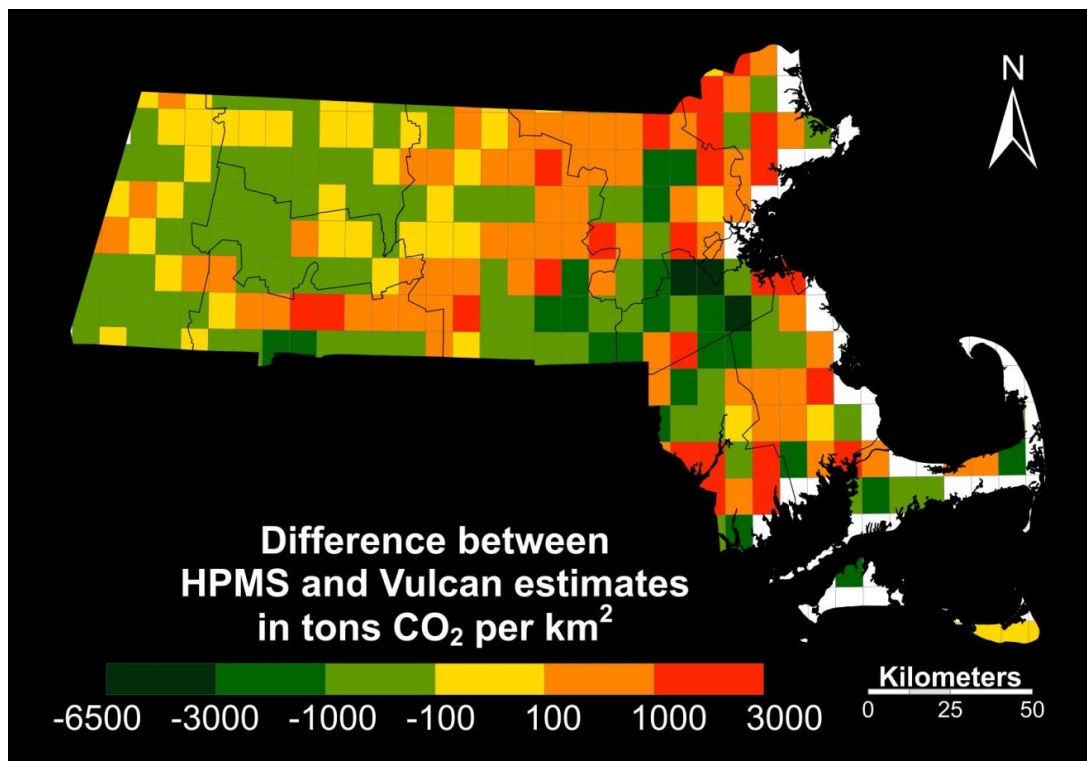 N
Difference between
HPMS and Vulcan estimates
in tons CO₂ per km²
-6500 -3000 -1000 -100 100 1000 3000
Kilometers
0 25 50